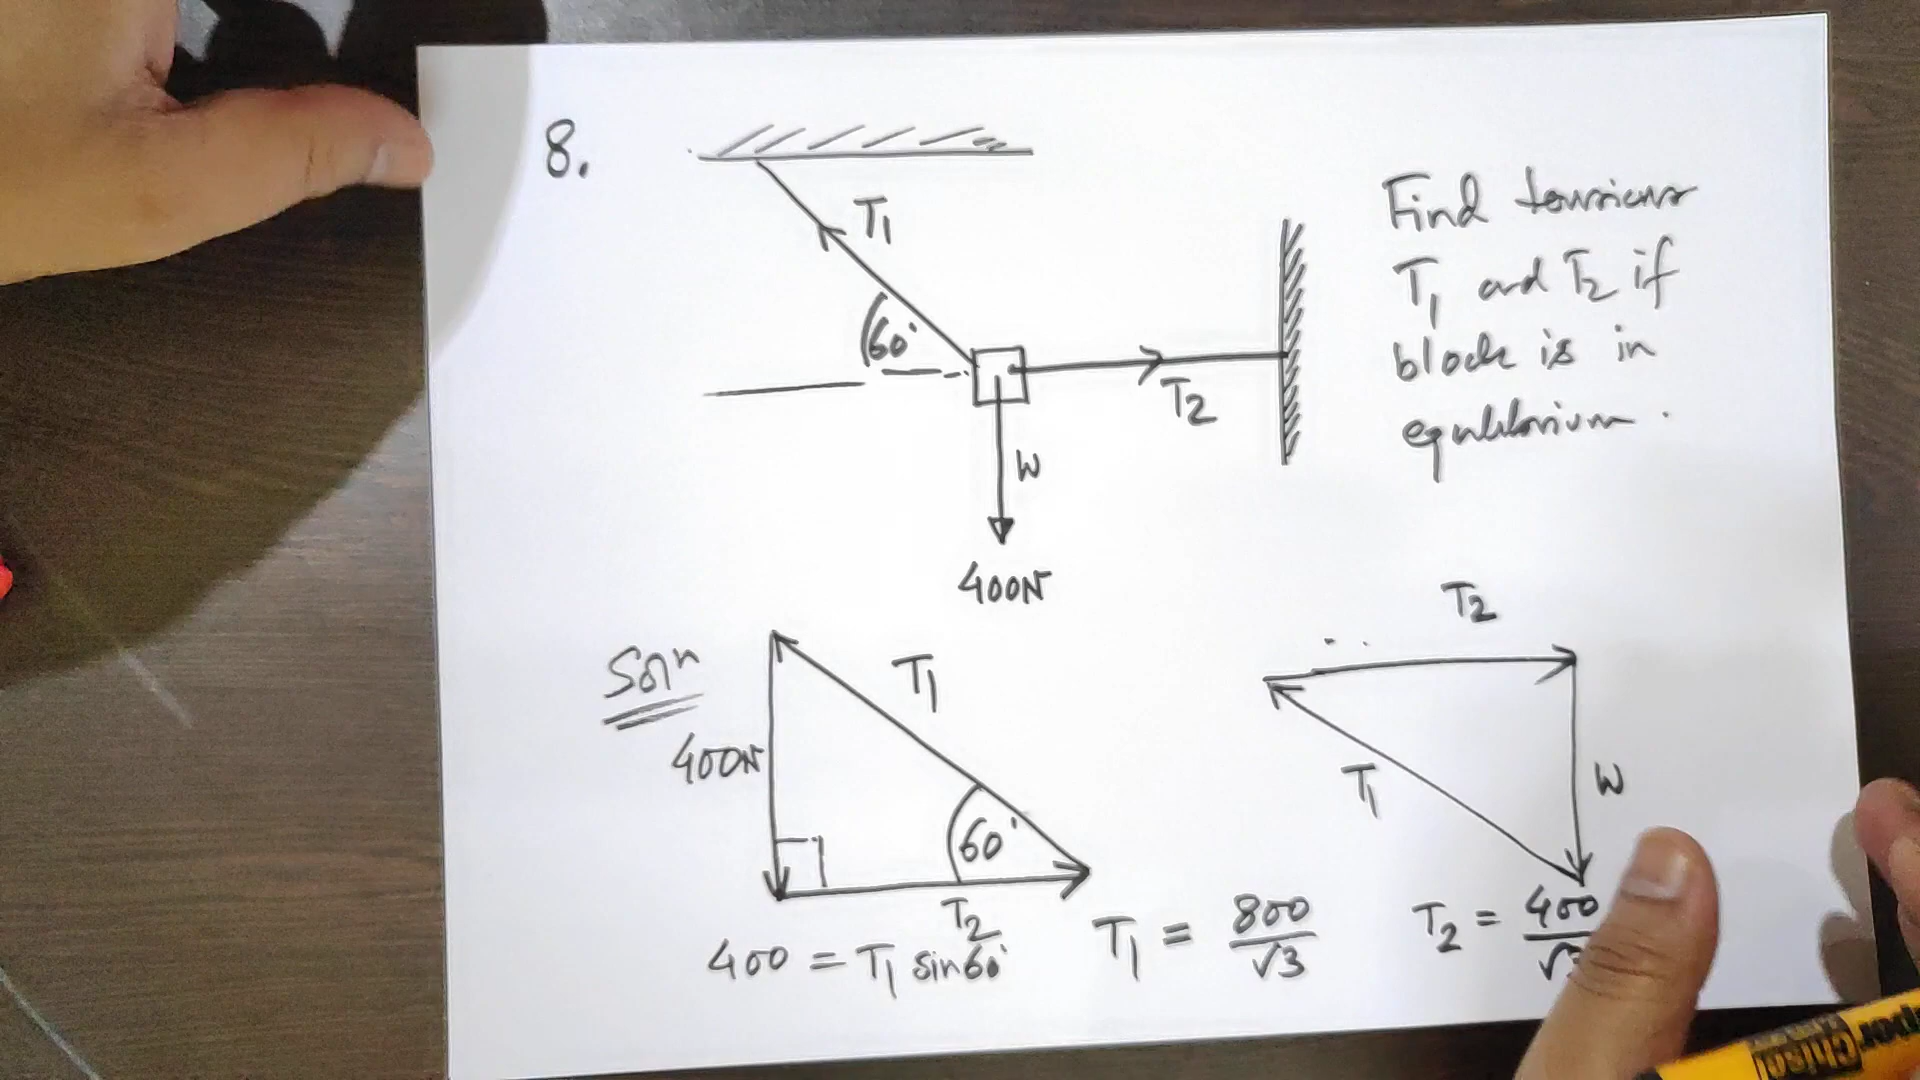 8.
T1
60°
T2
W
400N
Find tensions
T1 and T2 if
block is in
equilibrium.
Solⁿ
400N
T1
60°
T2
T2
T1
W
400 = T1 sin60°
T1 = 800/√3
T2 = 400/√3